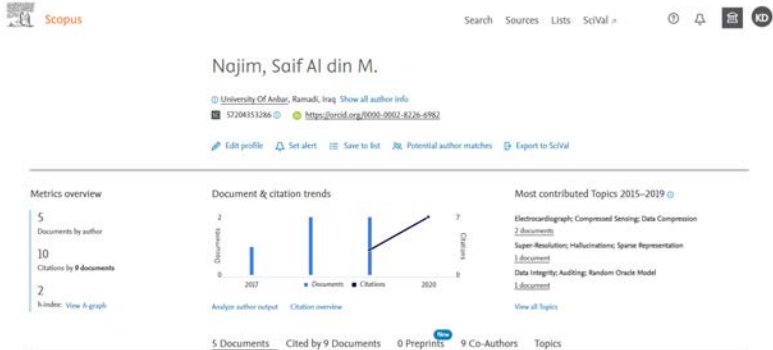 Scopus
Search Sources Lists SciVal ↗
KD
Najim, Saif Al din M.
University Of Anbar, Ramadi, Iraq Show all author info
57204353286
https://orcid.org/0000-0002-8226-6982
Edit profile Set alert Save to list Potential author matches Export to SciVal
Metrics overview
5
Documents by author
10
Citations by 9 documents
2
h-index: View h-graph
Document & citation trends
2
7
Documents
Citations
0
0
2017
2020
Documents Citations
Analyze author output Citation overview
Most contributed Topics 2015–2019
Electrocardiograph; Compressed Sensing; Data Compression
2 documents
Super-Resolution; Hallucinations; Sparse Representation
1 document
Data Integrity; Auditing; Random Oracle Model
1 document
View all Topics
New
5 Documents Cited by 9 Documents 0 Preprints 9 Co-Authors Topics